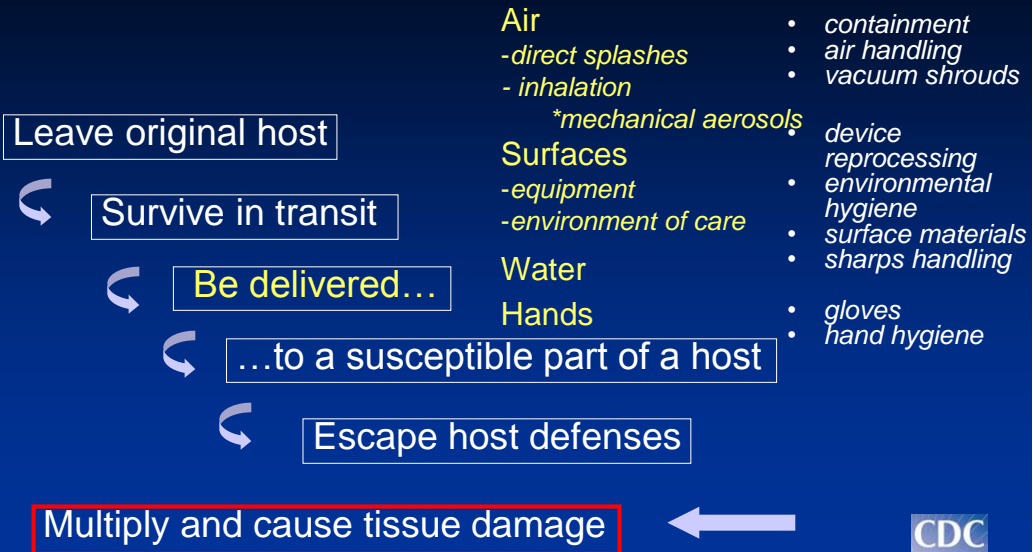 Air
-direct splashes
- inhalation
*mechanical aerosols
Surfaces
-equipment
-environment of care
Water
Hands
• containment
• air handling
• vacuum shrouds
• device
reprocessing
• environmental
hygiene
• surface materials
• sharps handling
• gloves
• hand hygiene
Leave original host
Survive in transit
Be delivered…
…to a susceptible part of a host
Escape host defenses
Multiply and cause tissue damage
CDC